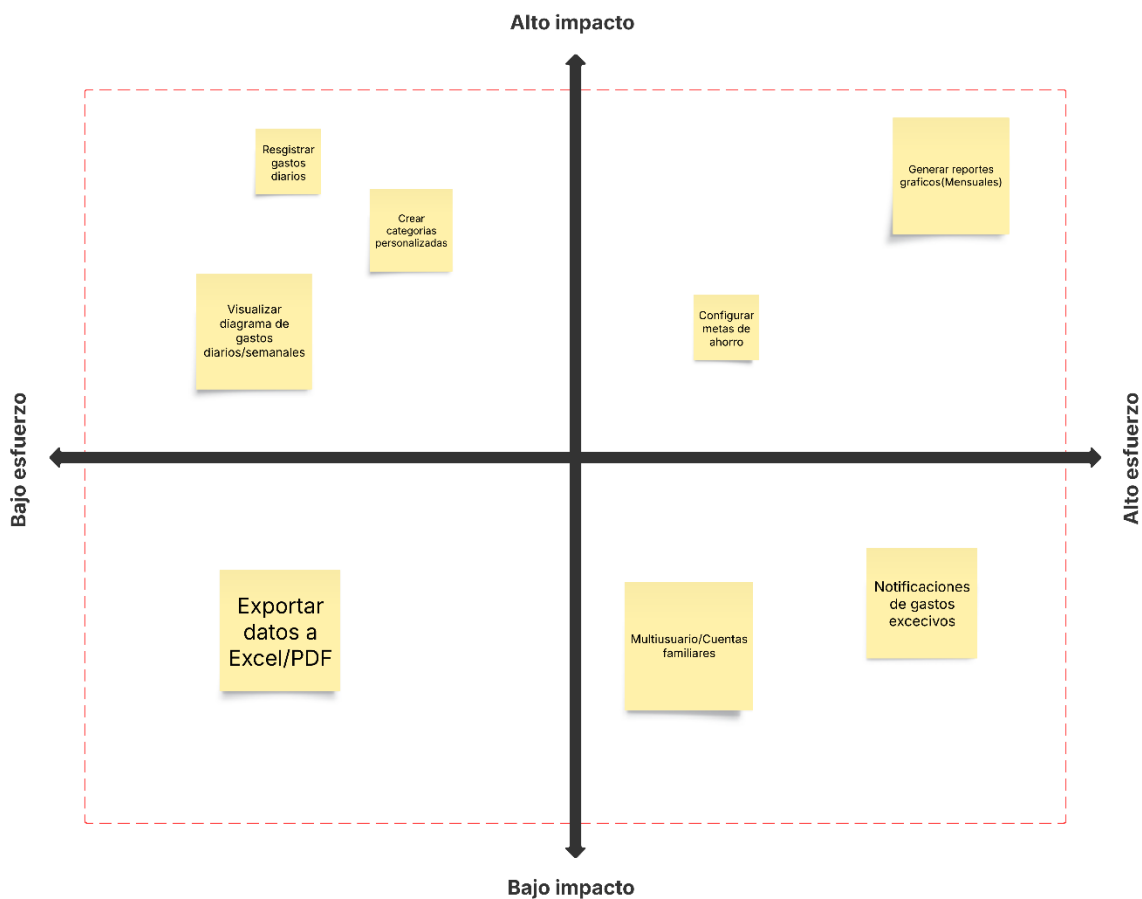 Alto impacto
Resgistrar
gastos
diarios
Crear
categorias
personalizadas
Visualizar
diagrama de
gastos
diarios/semanales
Generar reportes
graficos(Mensuales)
Configurar
metas de
ahorro
Bajo esfuerzo
Alto esfuerzo
Exportar
datos a
Excel/PDF
Multiusuario/Cuentas
familiares
Notificaciones
de gastos
excecivos
Bajo impacto